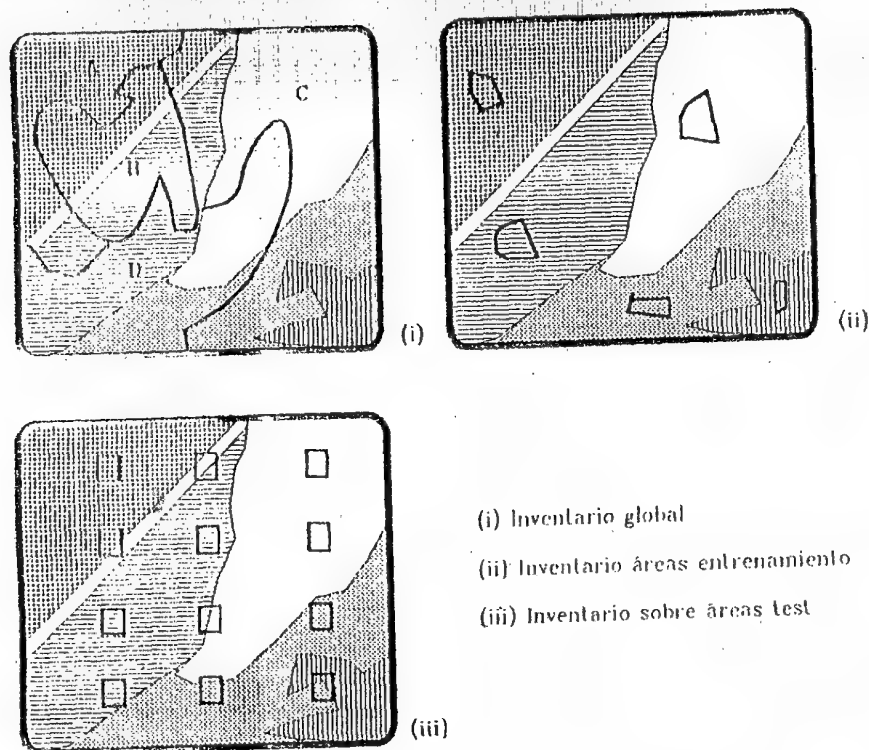 A
C
B
D
(i)
(ii)
(iii)
(i) Inventario global
(ii) Inventario áreas entrenamiento
(iii) Inventario sobre áreas test